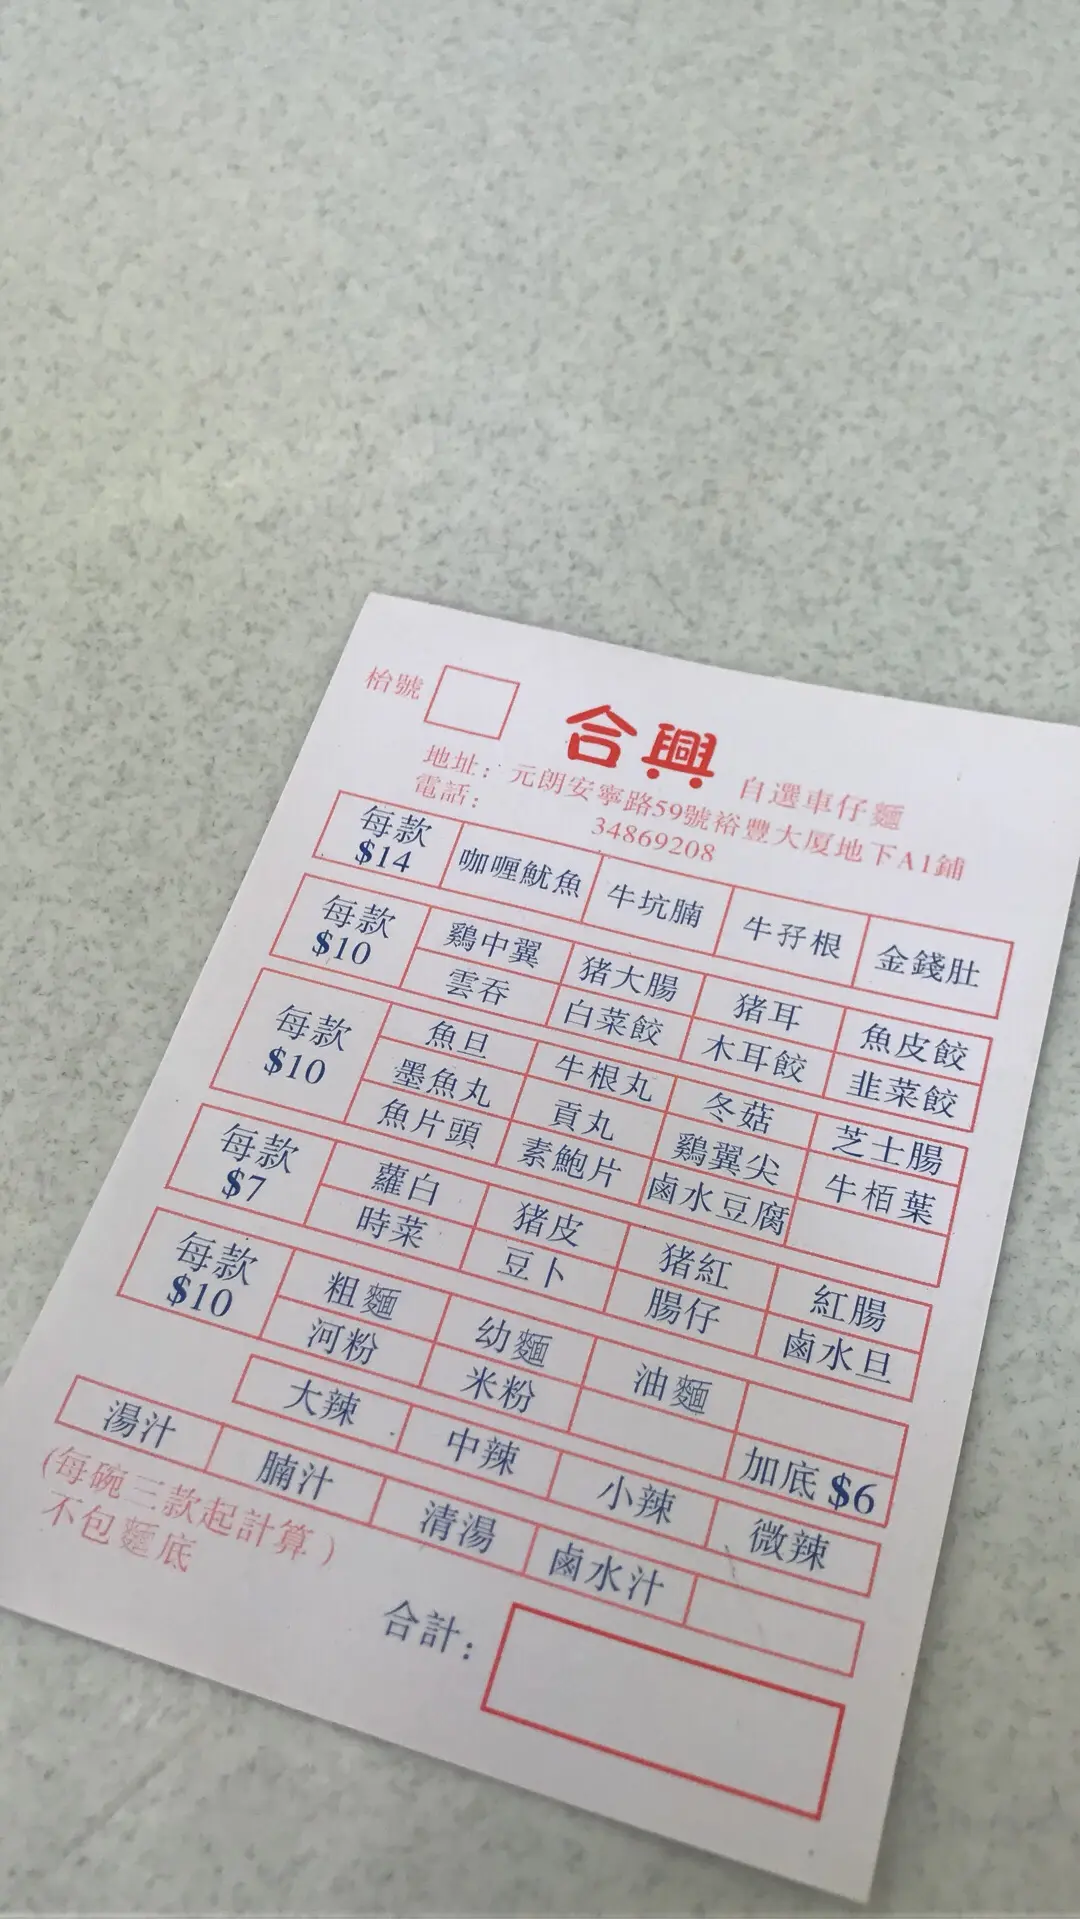 枱號
合興 自選車仔麵
地址: 元朗安寧路59號裕豐大厦地下A1鋪
電話: 34869208
每款 $14 咖喱魷魚 牛坑腩 牛孖根 金錢肚
每款 $10 鷄中翼 猪大腸 猪耳 魚皮餃
雲吞 白菜餃 木耳餃 韭菜餃
每款 $10 魚旦 牛根丸 冬菇 芝士腸
墨魚丸 貢丸 鷄翼尖 牛栢葉
魚片頭 素鮑片 鹵水豆腐
每款 $7 蘿白 猪皮 猪紅 紅腸
時菜 豆卜 腸仔 鹵水旦
每款 $10 粗麵 幼麵 油麵
河粉 米粉 加底 $6
大辣 中辣 小辣 微辣
湯汁 腩汁 清湯 鹵水汁
(每碗三款起計算)
不包麵底
合計: